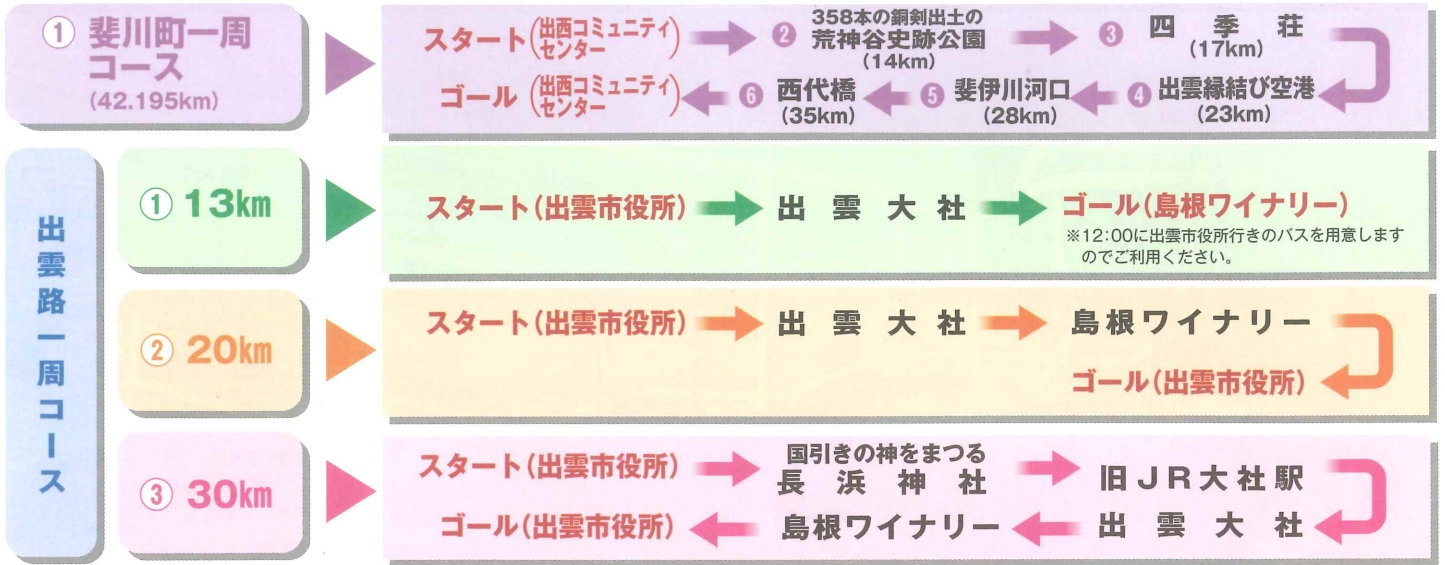 ① 斐川町一周
コース
(42.195km)
スタート(出西コミュニティセンター)
② 358本の銅剣出土の
荒神谷史跡公園
(14km)
③ 四季荘
(17km)
④ 出雲縁結び空港
(23km)
⑤ 斐伊川河口
(28km)
⑥ 西代橋
(35km)
ゴール(出西コミュニティセンター)
出雲路一周コース
① 13km
スタート(出雲市役所)
出雲大社
ゴール(島根ワイナリー)
※12:00に出雲市役所行きのバスを用意します
のでご利用ください。
② 20km
スタート(出雲市役所)
出雲大社
島根ワイナリー
ゴール(出雲市役所)
③ 30km
スタート(出雲市役所)
国引きの神をまつる
長浜神社
旧JR大社駅
出雲大社
島根ワイナリー
ゴール(出雲市役所)